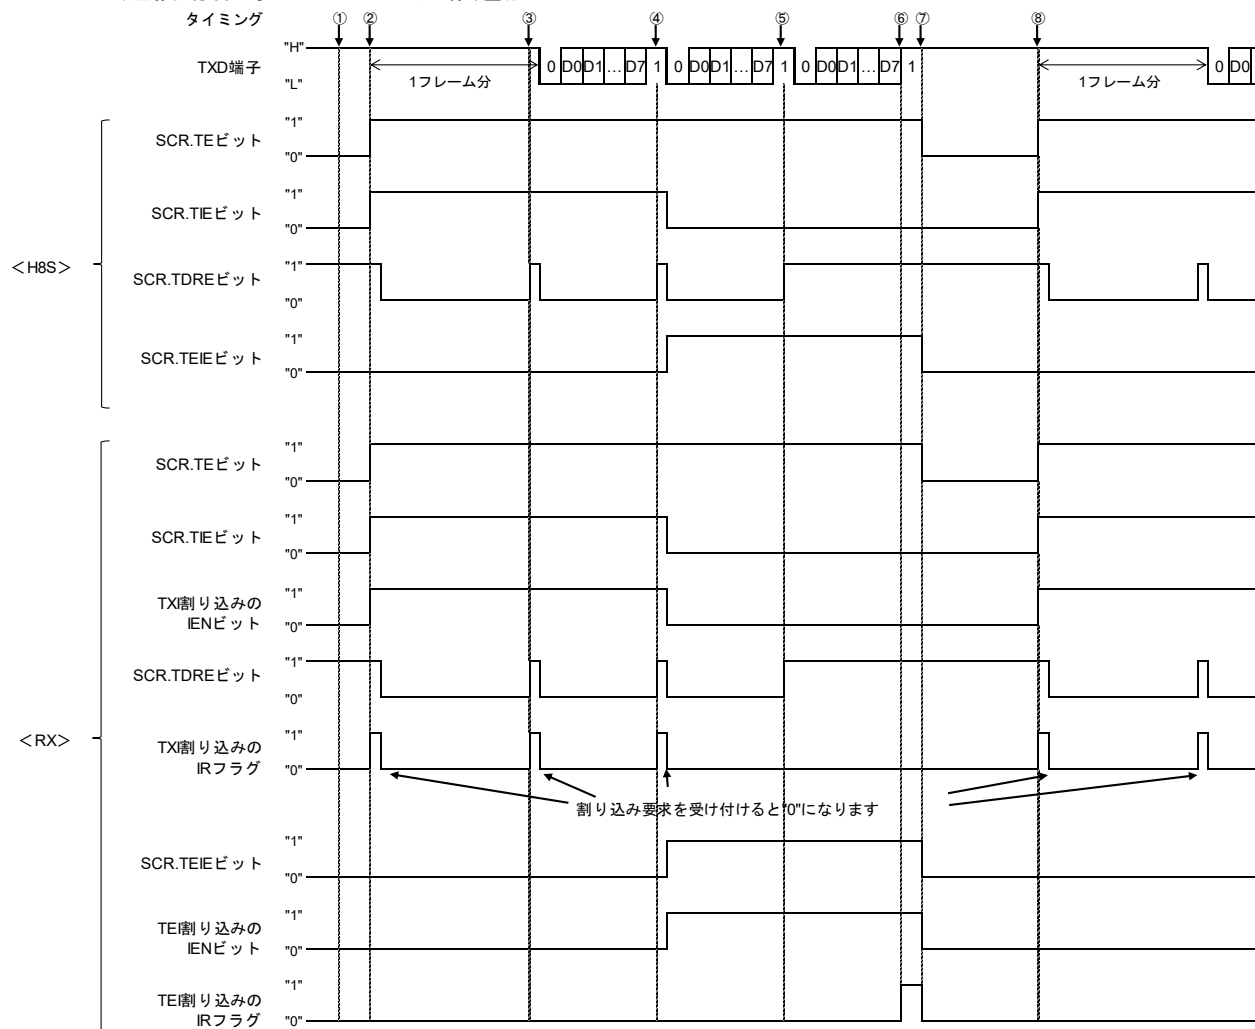 タイミング ① ② ③ ④ ⑤ ⑥ ⑦ ⑧
TXD端子 "H" "L" 1フレーム分 0 D0 D1 ... D7 1 0 D0 D1 ... D7 1 0 D0 D1 ... D7 1 1フレーム分 0 D0
<H8S>
SCR.TEビット "1" "0"
SCR.TIEビット "1" "0"
SCR.TDREビット "1" "0"
SCR.TEIEビット "1" "0"
<RX>
SCR.TEビット "1" "0"
SCR.TIEビット "1" "0"
TXI割り込みの "1"
IENビット "0"
SCR.TDREビット "1" "0"
TXI割り込みの "1"
IRフラグ "0"
割り込み要求を受け付けると"0"になります
SCR.TEIEビット "1" "0"
TEI割り込みの "1"
IENビット "0"
TEI割り込みの "1"
IRフラグ "0"